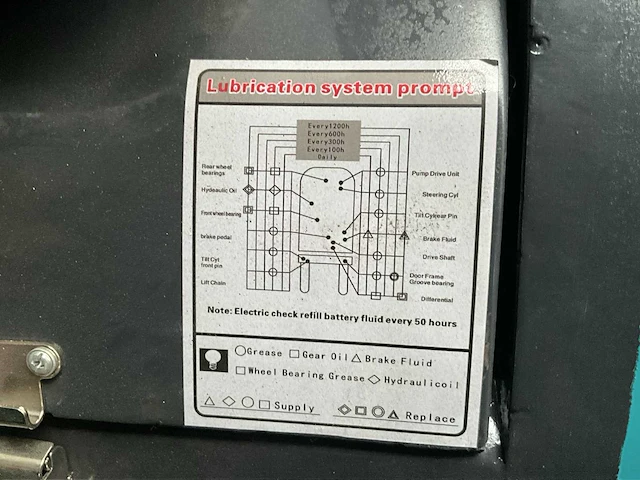 Lubrication system prompt
Every1200h
Every600h
Every300h
Every100h
Daily
Rear wheel
bearings
Hydeaulic Oil
Front wheel bearing
brake pedal
Tilt Cyt
front pin
Lift Chain
Pump Drive Unit
Steering Cyl
Tilt Cyl ear Pin
Brake Fluid
Drive Shaft
Door Frame
Groove bearing
Differential
Note: Electric check refill battery fluid every 50 hours
Grease Gear Oil Brake Fluid
Wheel Bearing Grease Hydraulicoil
Supply Replace